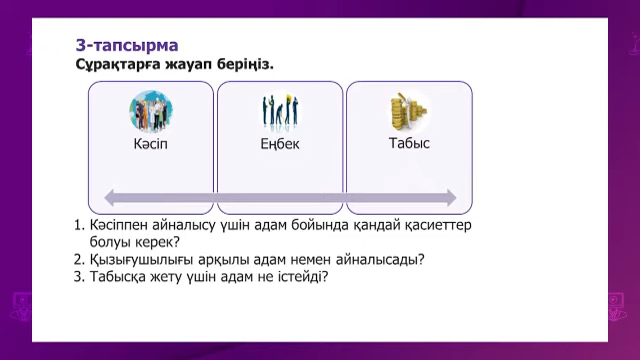 3-тапсырма
Сұрақтарға жауап беріңіз.
Кәсіп
Еңбек
Табыс
1. Кәсіппен айналысу үшін адам бойында қандай қасиеттер
болуы керек?
2. Қызығушылығы арқылы адам немен айналысады?
3. Табысқа жету үшін адам не істейді?